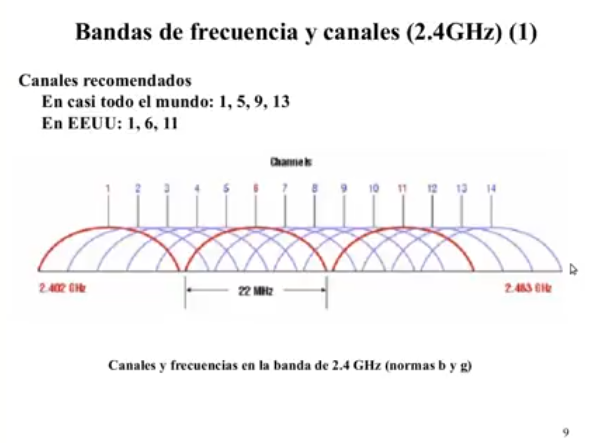 Bandas de frecuencia y canales (2.4GHz) (1)
Canales recomendados
En casi todo el mundo: 1, 5, 9, 13
En EEUU: 1, 6, 11
Channels
1 2 3 4 5 6 7 8 9 10 11 12 13 14
2.402 GHz 22 MHz 2.483 GHz
Canales y frecuencias en la banda de 2.4 GHz (normas b y g)
9